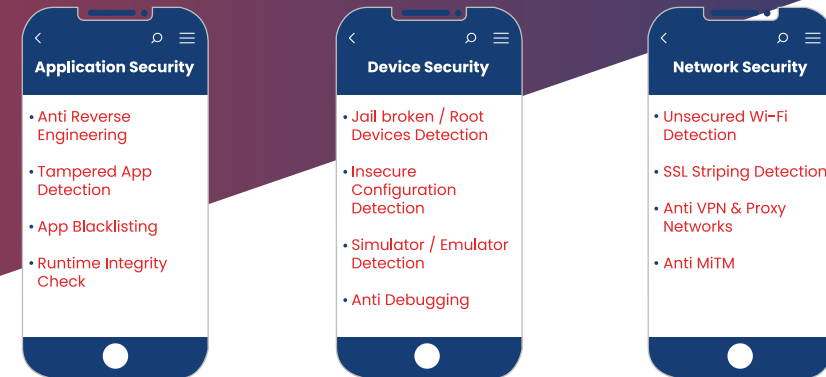 Application Security
• Anti Reverse
Engineering
• Tampered App
Detection
• App Blacklisting
• Runtime Integrity
Check
Device Security
• Jail broken / Root
Devices Detection
• Insecure
Configuration
Detection
• Simulator / Emulator
Detection
• Anti Debugging
Network Security
• Unsecured Wi-Fi
Detection
• SSL Striping Detection
• Anti VPN & Proxy
Networks
• Anti MiTM